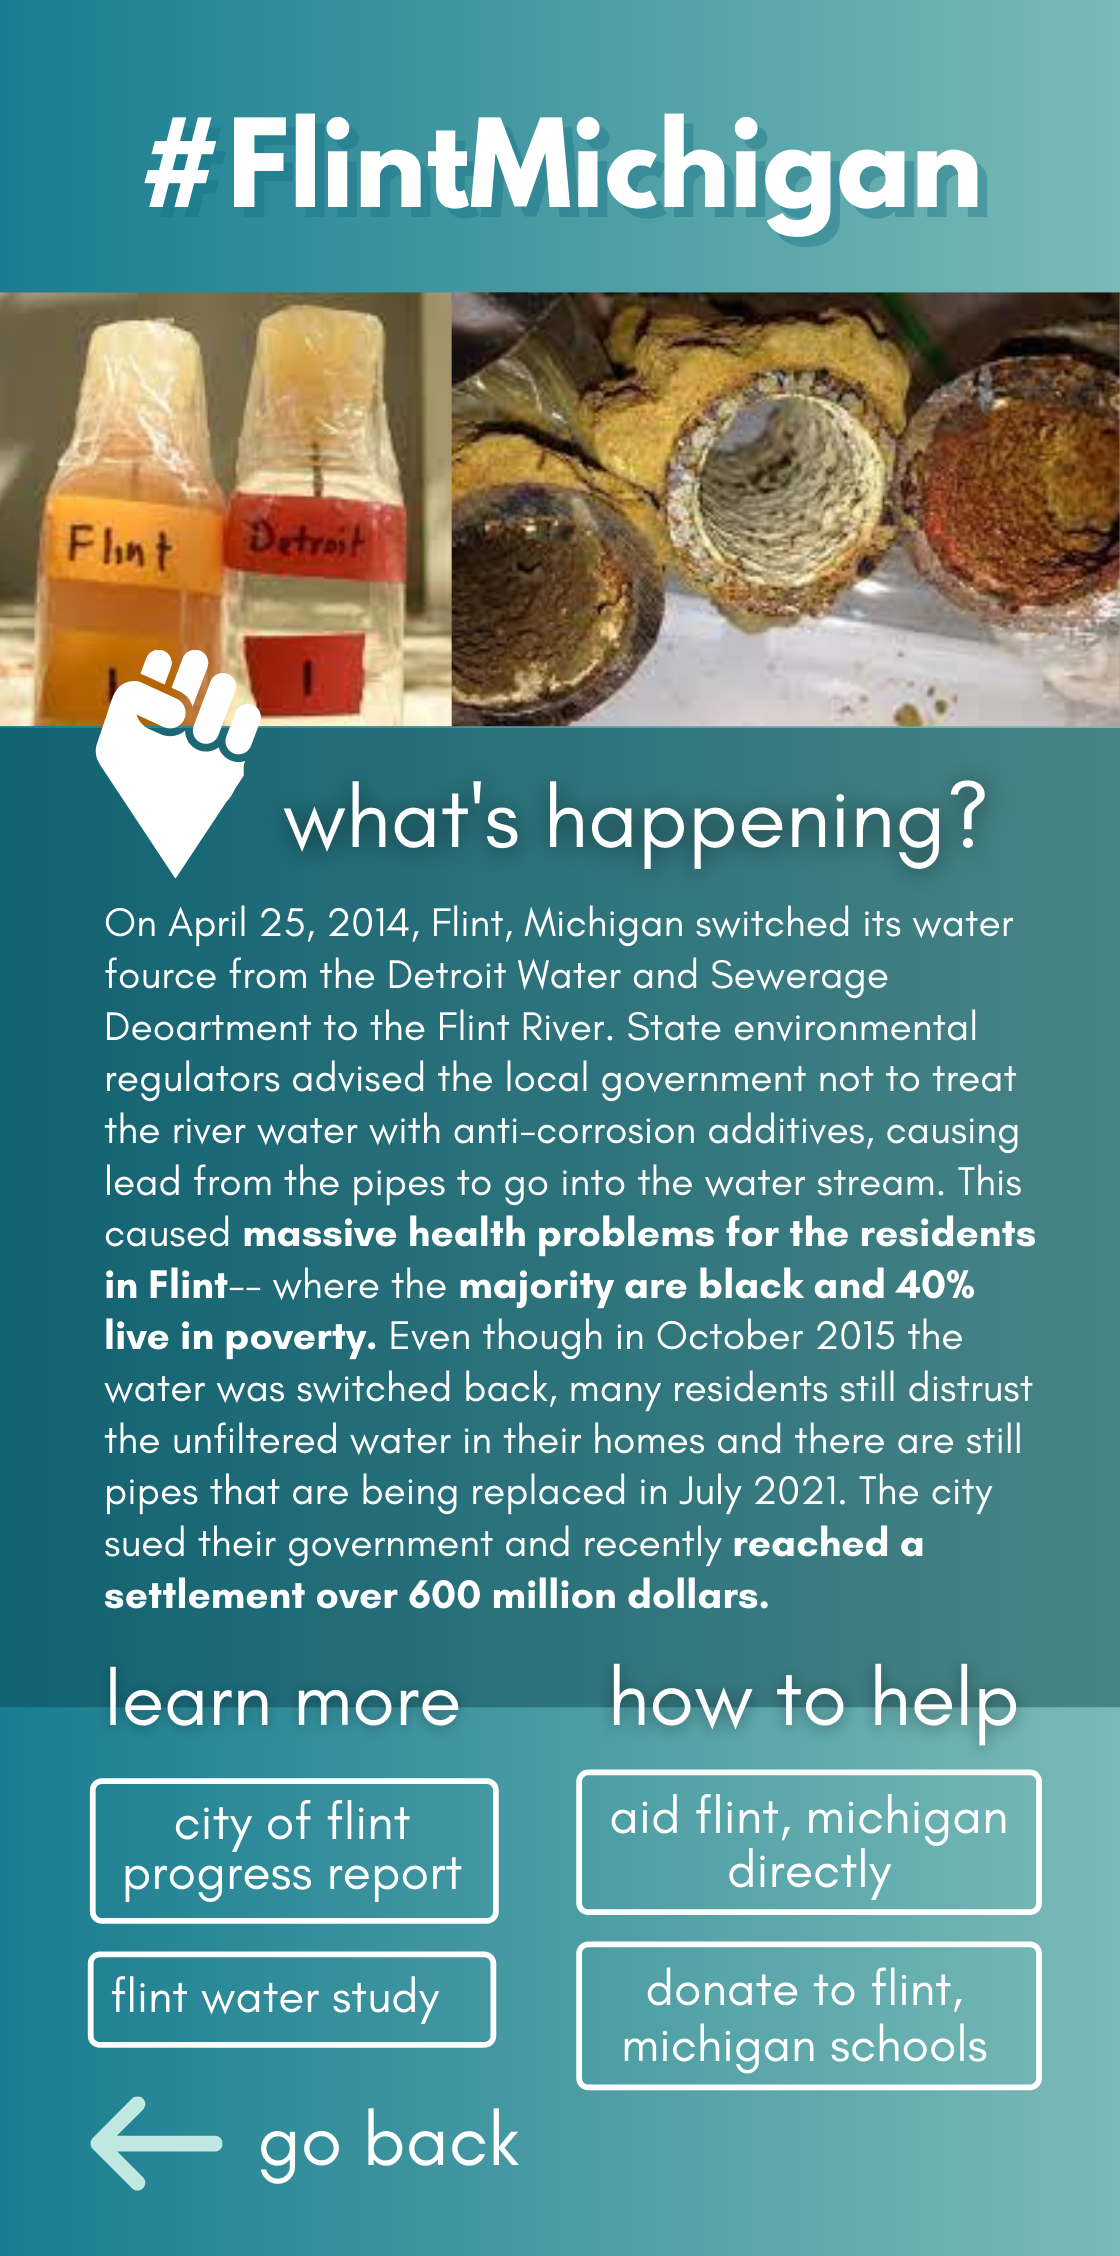 #FlintMichigan
Flint
Detroit
1
1
what's happening?
On April 25, 2014, Flint, Michigan switched its water
fource from the Detroit Water and Sewerage
Deoartment to the Flint River. State environmental
regulators advised the local government not to treat
the river water with anti-corrosion additives, causing
lead from the pipes to go into the water stream. This
caused massive health problems for the residents
in Flint-- where the majority are black and 40%
live in poverty. Even though in October 2015 the
water was switched back, many residents still distrust
the unfiltered water in their homes and there are still
pipes that are being replaced in July 2021. The city
sued their government and recently reached a
settlement over 600 million dollars.
learn more
how to help
city of flint
progress report
aid flint, michigan
directly
flint water study
donate to flint,
michigan schools
go back